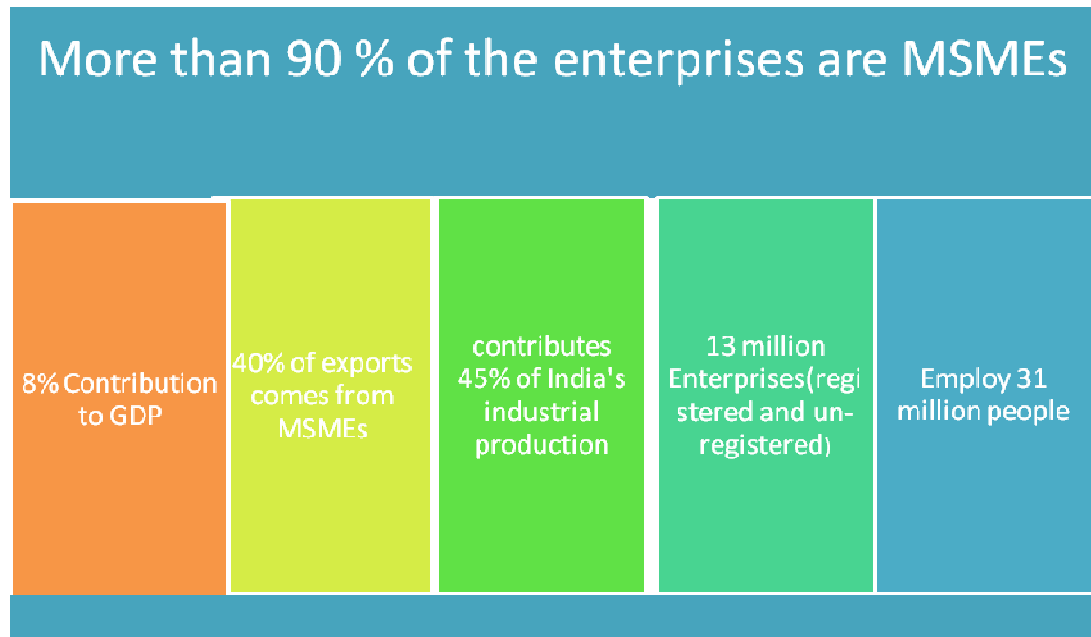 More than 90 % of the enterprises are MSMEs
8% Contribution
to GDP
40% of exports
comes from
MSMEs
contributes
45% of India's
industrial
production
13 million
Enterprises(regi
stered and un-
registered)
Employ 31
million people